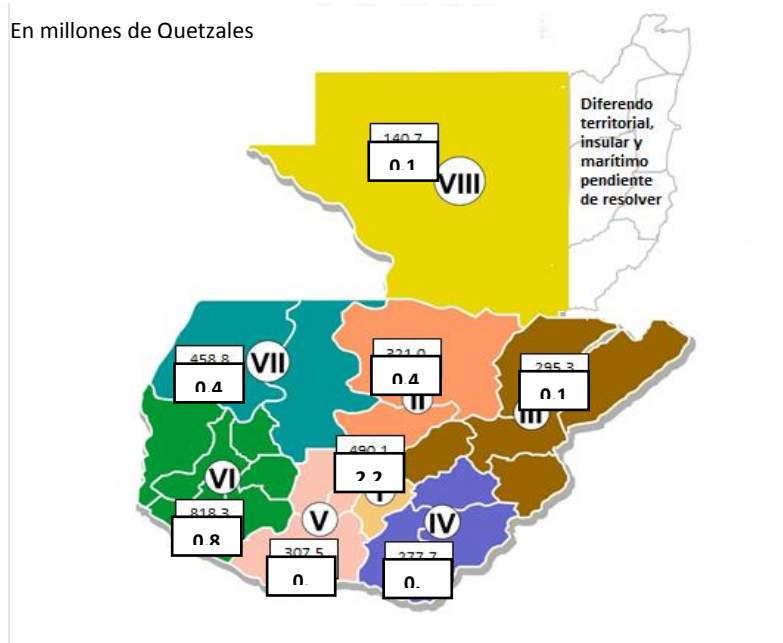 En millones de Quetzales
Diferendo
territorial,
insular y
marítimo
pendiente
de resolver
140.7
0.1
VIII
458.8
0.4
VII
321.0
0.4
II
295.3
0.1
III
490.1
2.2
I
VI
818.3
0.8
V
307.5
0.
IV
277.7
0.